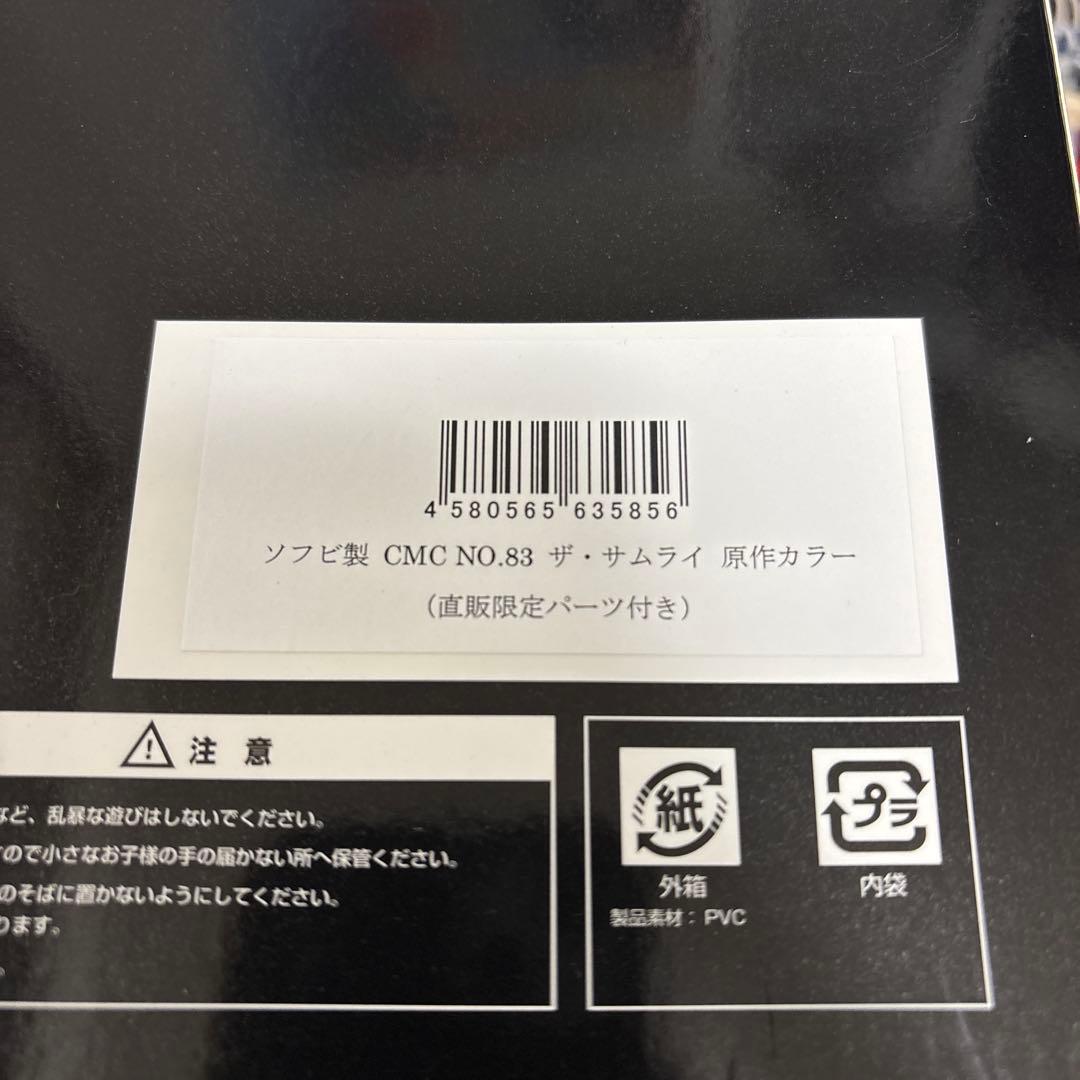 4 580565 635856
ソフビ製 CMC NO.83 ザ・サムライ 原作カラー
（直販限定パーツ付き）
注 意
など、乱暴な遊びはしないでください。
ので小さなお子様の手の届かない所へ保管ください。
のそばに置かないようにしてください。
ります。
紙
外箱
プラ
内袋
製品素材：PVC